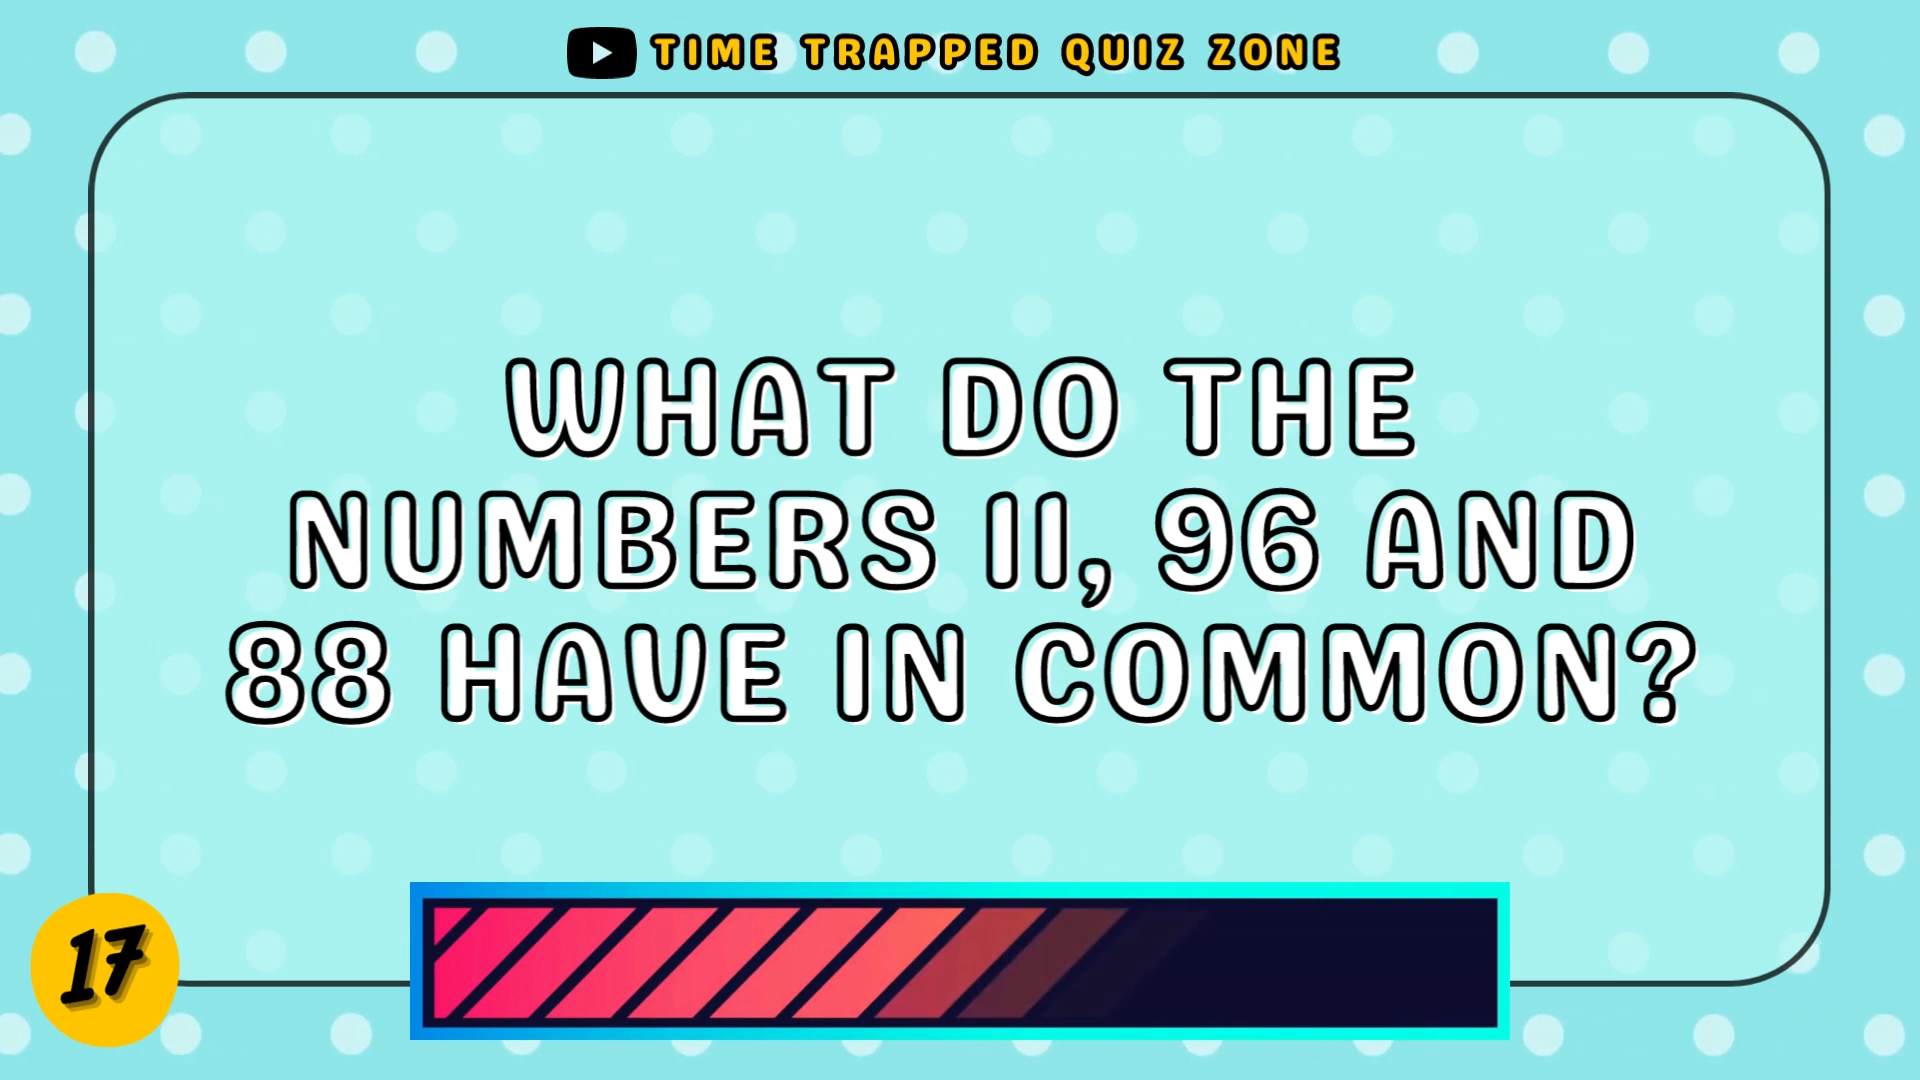 TIME TRAPPED QUIZ ZONE
WHAT DO THE
NUMBERS 11, 96 AND
88 HAVE IN COMMON?
17